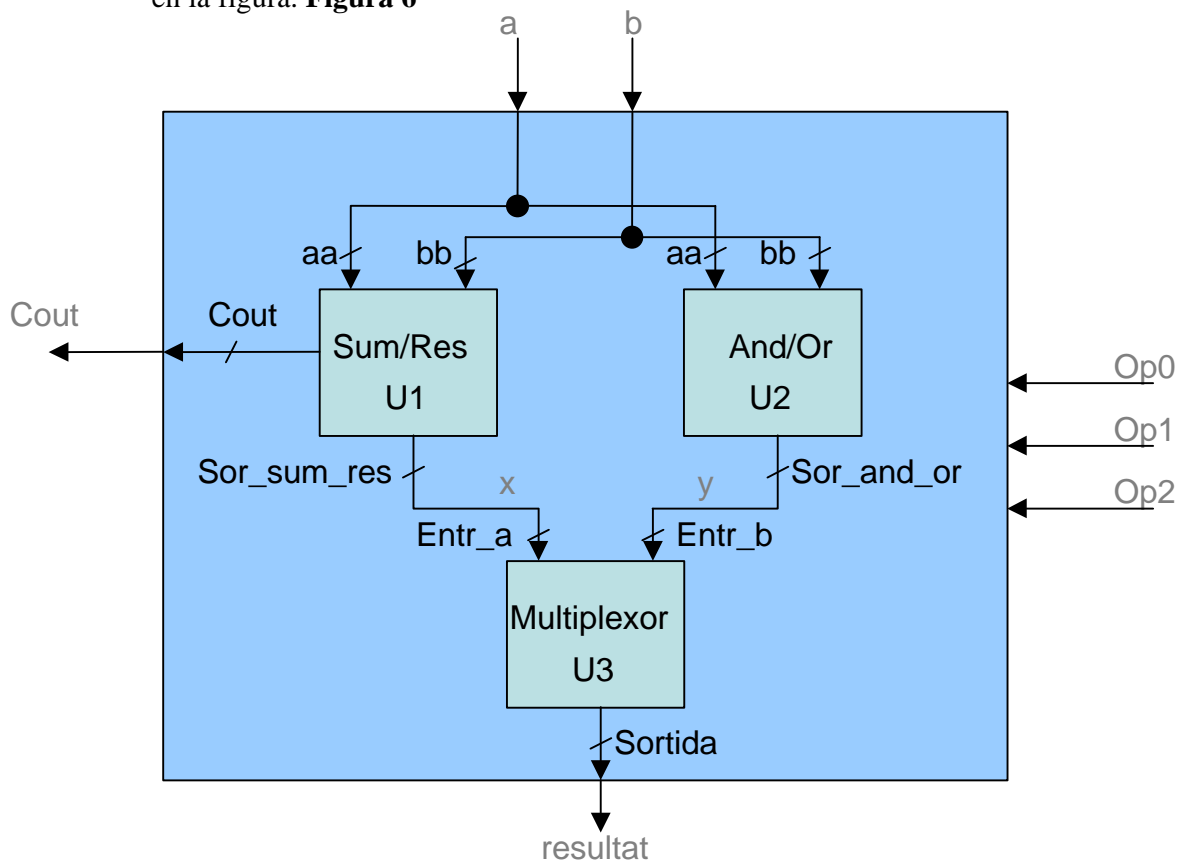 en la figura. Figura 6
a b
aa bb aa bb
Cout Cout
Sum/Res And/Or
U1 U2
Op0
Op1
Op2
Sor_sum_res x y Sor_and_or
Entr_a Entr_b
Multiplexor
U3
Sortida
resultat